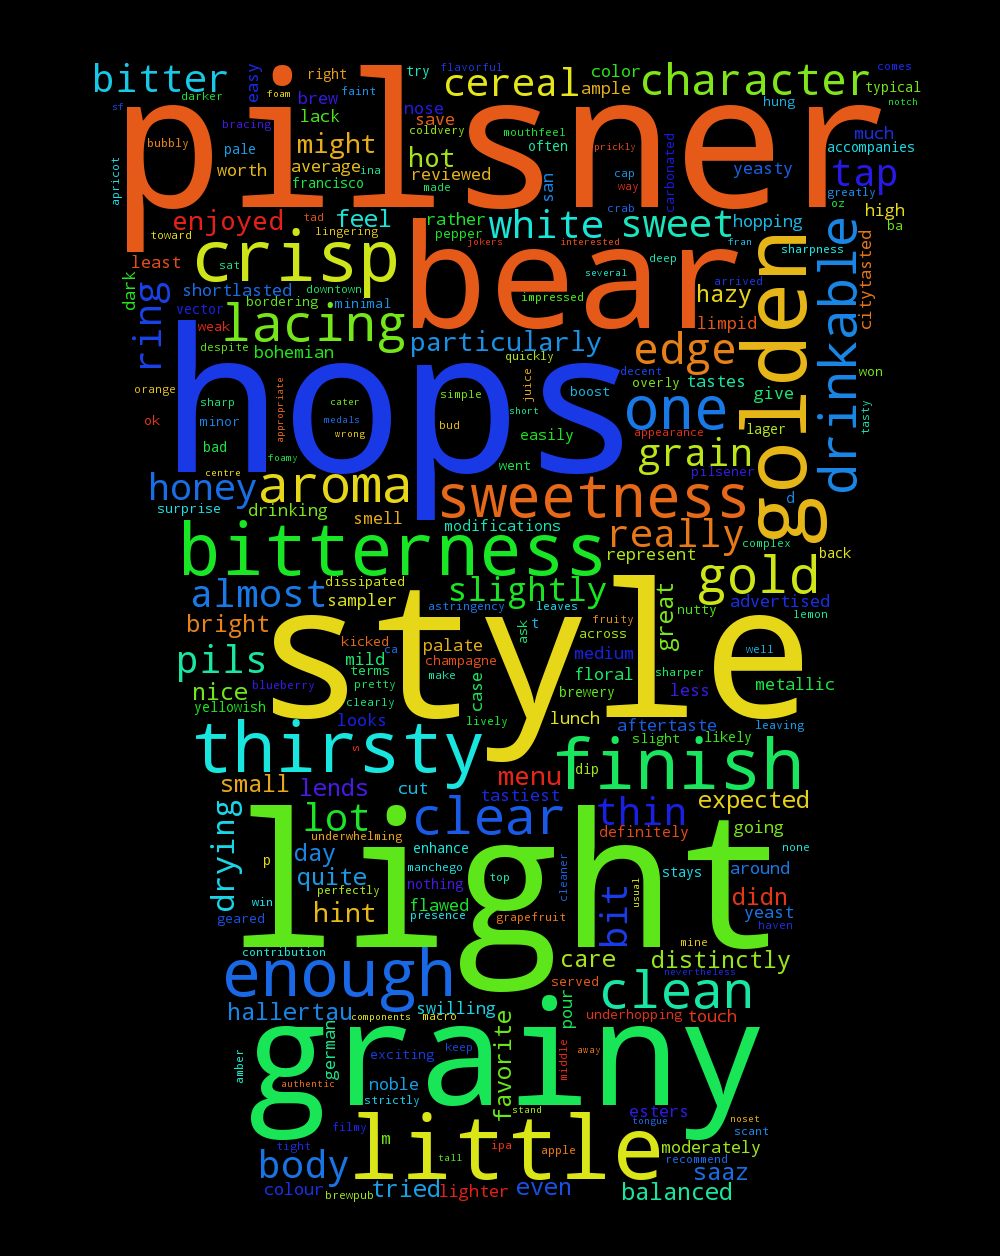 bitter easy right try flavorful comes
sf darker foam faint cereal color character
bracing brew ample typical
pilsner
nose hung notch
lack save
bubbly might coldvery mouthfeel much
pale hot often prickly accompanies
apricot worth average ina reviewed carbonated yeasty tap
francisco made san cap way greatly
enjoyed tad feel rather crab oz high
toward lingering pepper white sweet hopping ba
crisp jokers interested fran sharpness
least sat bear deep
dark shortlasted downtown several arrived hazy citytasted
ring bordering minimal impressed golden drinkable
vector lacing limpid
weak particularly edge
despite bohemian quickly decent won
orange appropriate simple juice boost overly tastes
sharp cater hops one give
ok minor medals short tasty
bad wrong bud easily appearance lager
foamy went grain
centre pilsener
honey aroma sweetness d
surprise drinking smell modifications
bitterness really complex
represent back
almost dissipated slightly gold
sampler astringency leaves great advertised
bright ask t fruity nutty lemon
kicked palate across
pils mild ca champagne medium well
terms style sharper
nice blueberry pretty make case floral less metallic
yellowish clearly brewery
looks lively lunch aftertaste leaving
thirsty s finish slight likely
small menu dip
lends cut tastiest expected
drying lot clear thin
underwhelming definitely going
p day enhance none
quite manchego cleaner stays around
light
perfectly nothing top usual
win hint flawed bit didn
geared presence grapefruit yeast
haven
contribution mine
enough care distinctly
nevertheless
served clean
hallertau swilling pour
components macro underhopping touch
german favorite
amber grainy middle away
exciting keep
authentic noble
strictly stand esters
filmy little tongue noset
tight m ipa apple moderately scant
body tall recommend
saaz
colour tried lighter even balanced
brewpub